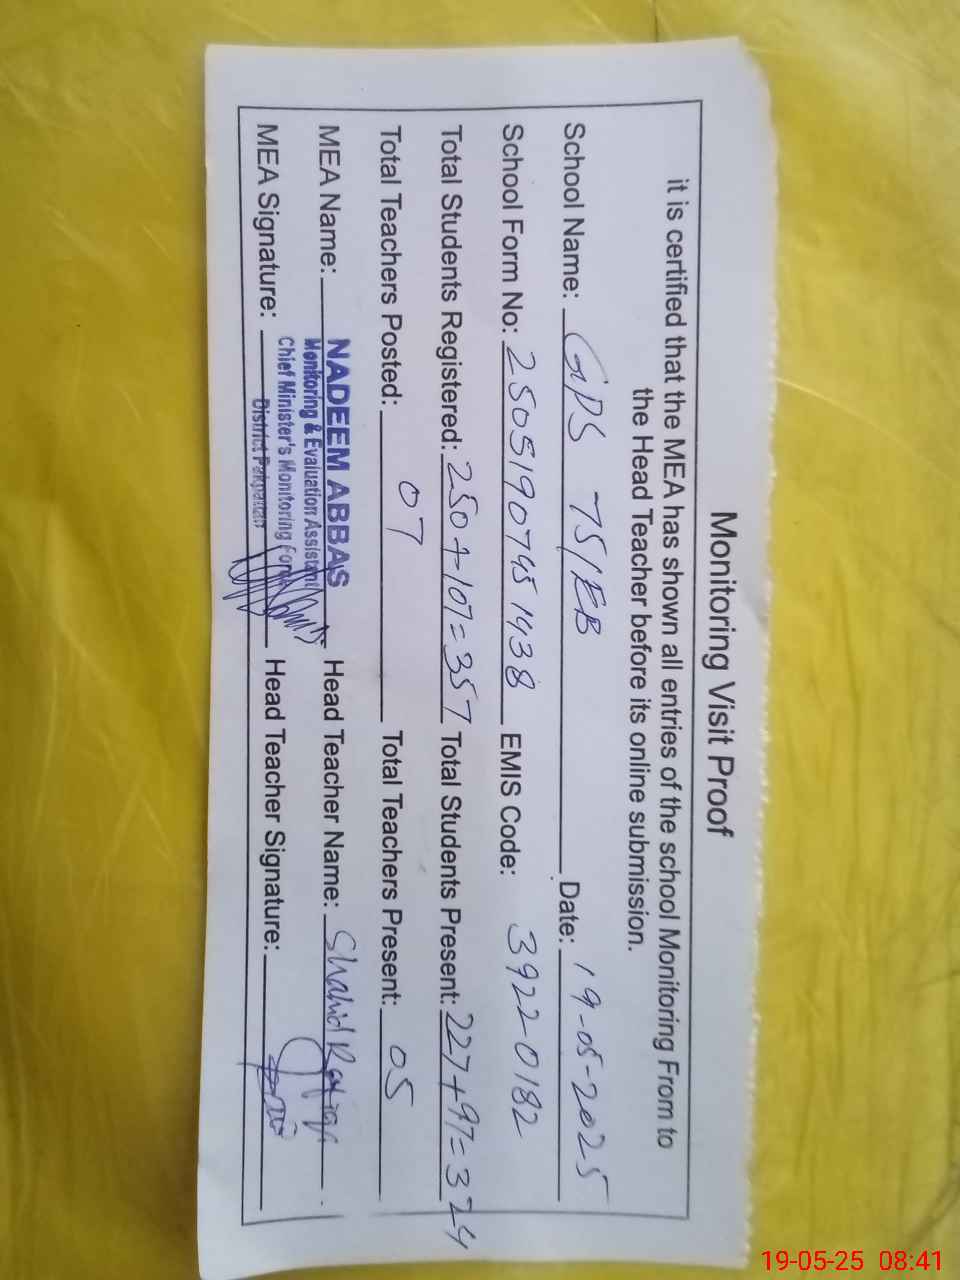 Monitoring Visit Proof
it is certified that the MEA has shown all entries of the school Monitoring From to
the Head Teacher before its online submission.
School Name: GPS 75/EB Date: 19-05-2025
School Form No: 25051907451438 EMIS Code: 39220182
Total Students Registered: 250+107=357 Total Students Present: 227+97=324
Total Teachers Posted: 07 Total Teachers Present: 05
MEA Name: NADEEM ABBAS Head Teacher Name: Shahid Rafique
Monitoring & Evaluation Assistant
Chief Minister's Monitoring Force
MEA Signature: District Pakpattan Head Teacher Signature:
19-05-25 08:41